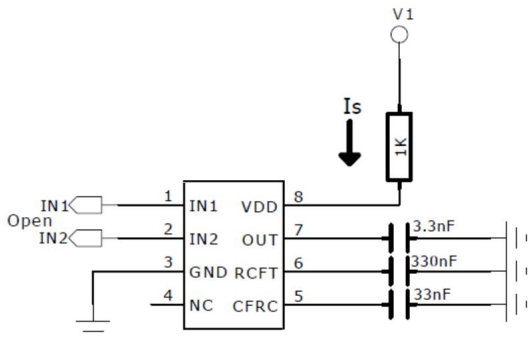 V1
Is
1K
IN1 1 IN1 VDD 8
Open
IN2 2 IN2 OUT 7 3.3nF
3 GND RCFT 6 330nF
4 NC CFRC 5 33nF